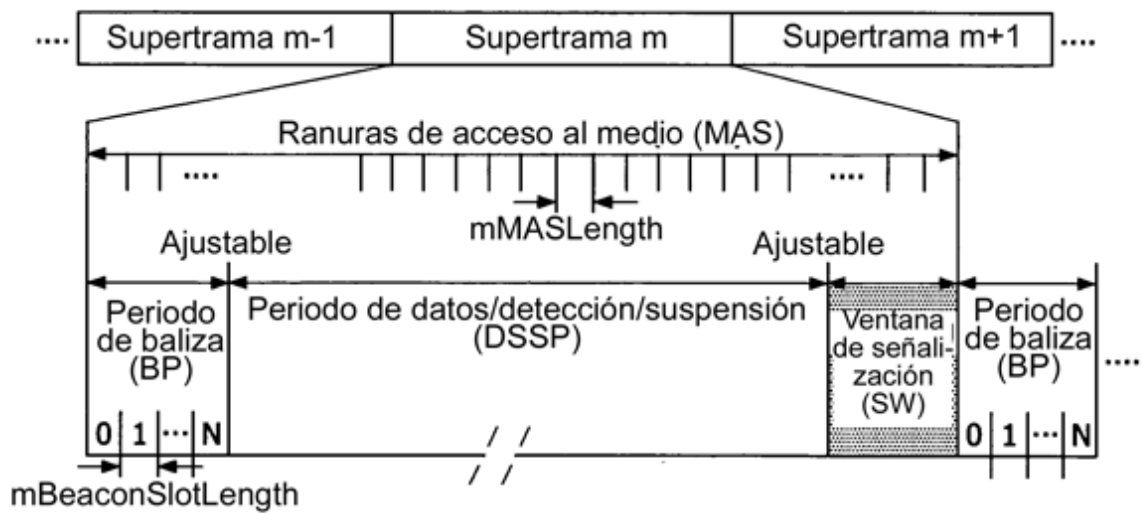 .... Supertrama m-1 Supertrama m Supertrama m+1 ....
Ranuras de acceso al medio (MAS)
.... ....
mMASLength
Ajustable Ajustable
Periodo
de baliza
(BP)
Periodo de datos/detección/suspensión
(DSSP)
Ventana
de señali-
zación
(SW)
Periodo
de baliza
(BP)
....
0 1 ... N
0 1 ... N
mBeaconSlotLength